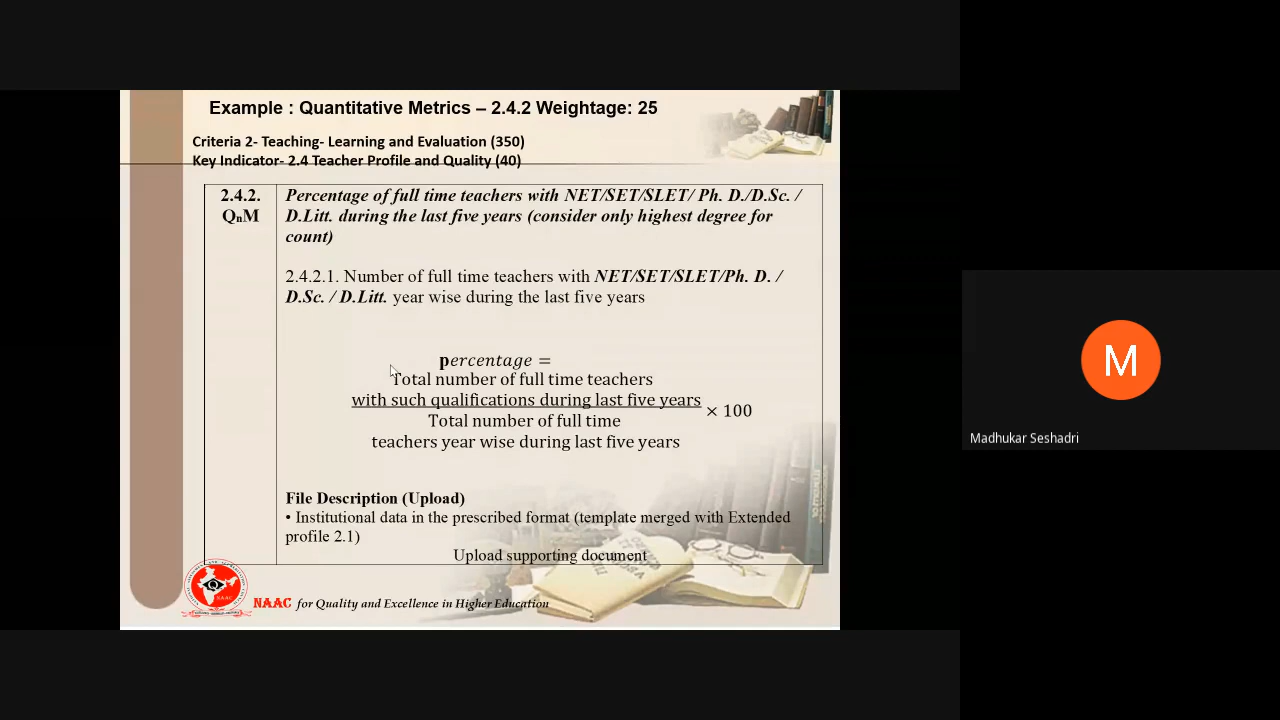 Example : Quantitative Metrics – 2.4.2 Weightage: 25
Criteria 2- Teaching- Learning and Evaluation (350)
Key Indicator- 2.4 Teacher Profile and Quality (40)
2.4.2.
QnM
Percentage of full time teachers with NET/SET/SLET/ Ph. D./D.Sc. /
D.Litt. during the last five years (consider only highest degree for
count)
2.4.2.1. Number of full time teachers with NET/SET/SLET/Ph. D. /
D.Sc. / D.Litt. year wise during the last five years
percentage =
Total number of full time teachers
with such qualifications during last five years
× 100
Total number of full time
teachers year wise during last five years
File Description (Upload)
• Institutional data in the prescribed format (template merged with Extended
profile 2.1)
Upload supporting document
NAAC for Quality and Excellence in Higher Education
M
Madhukar Seshadri